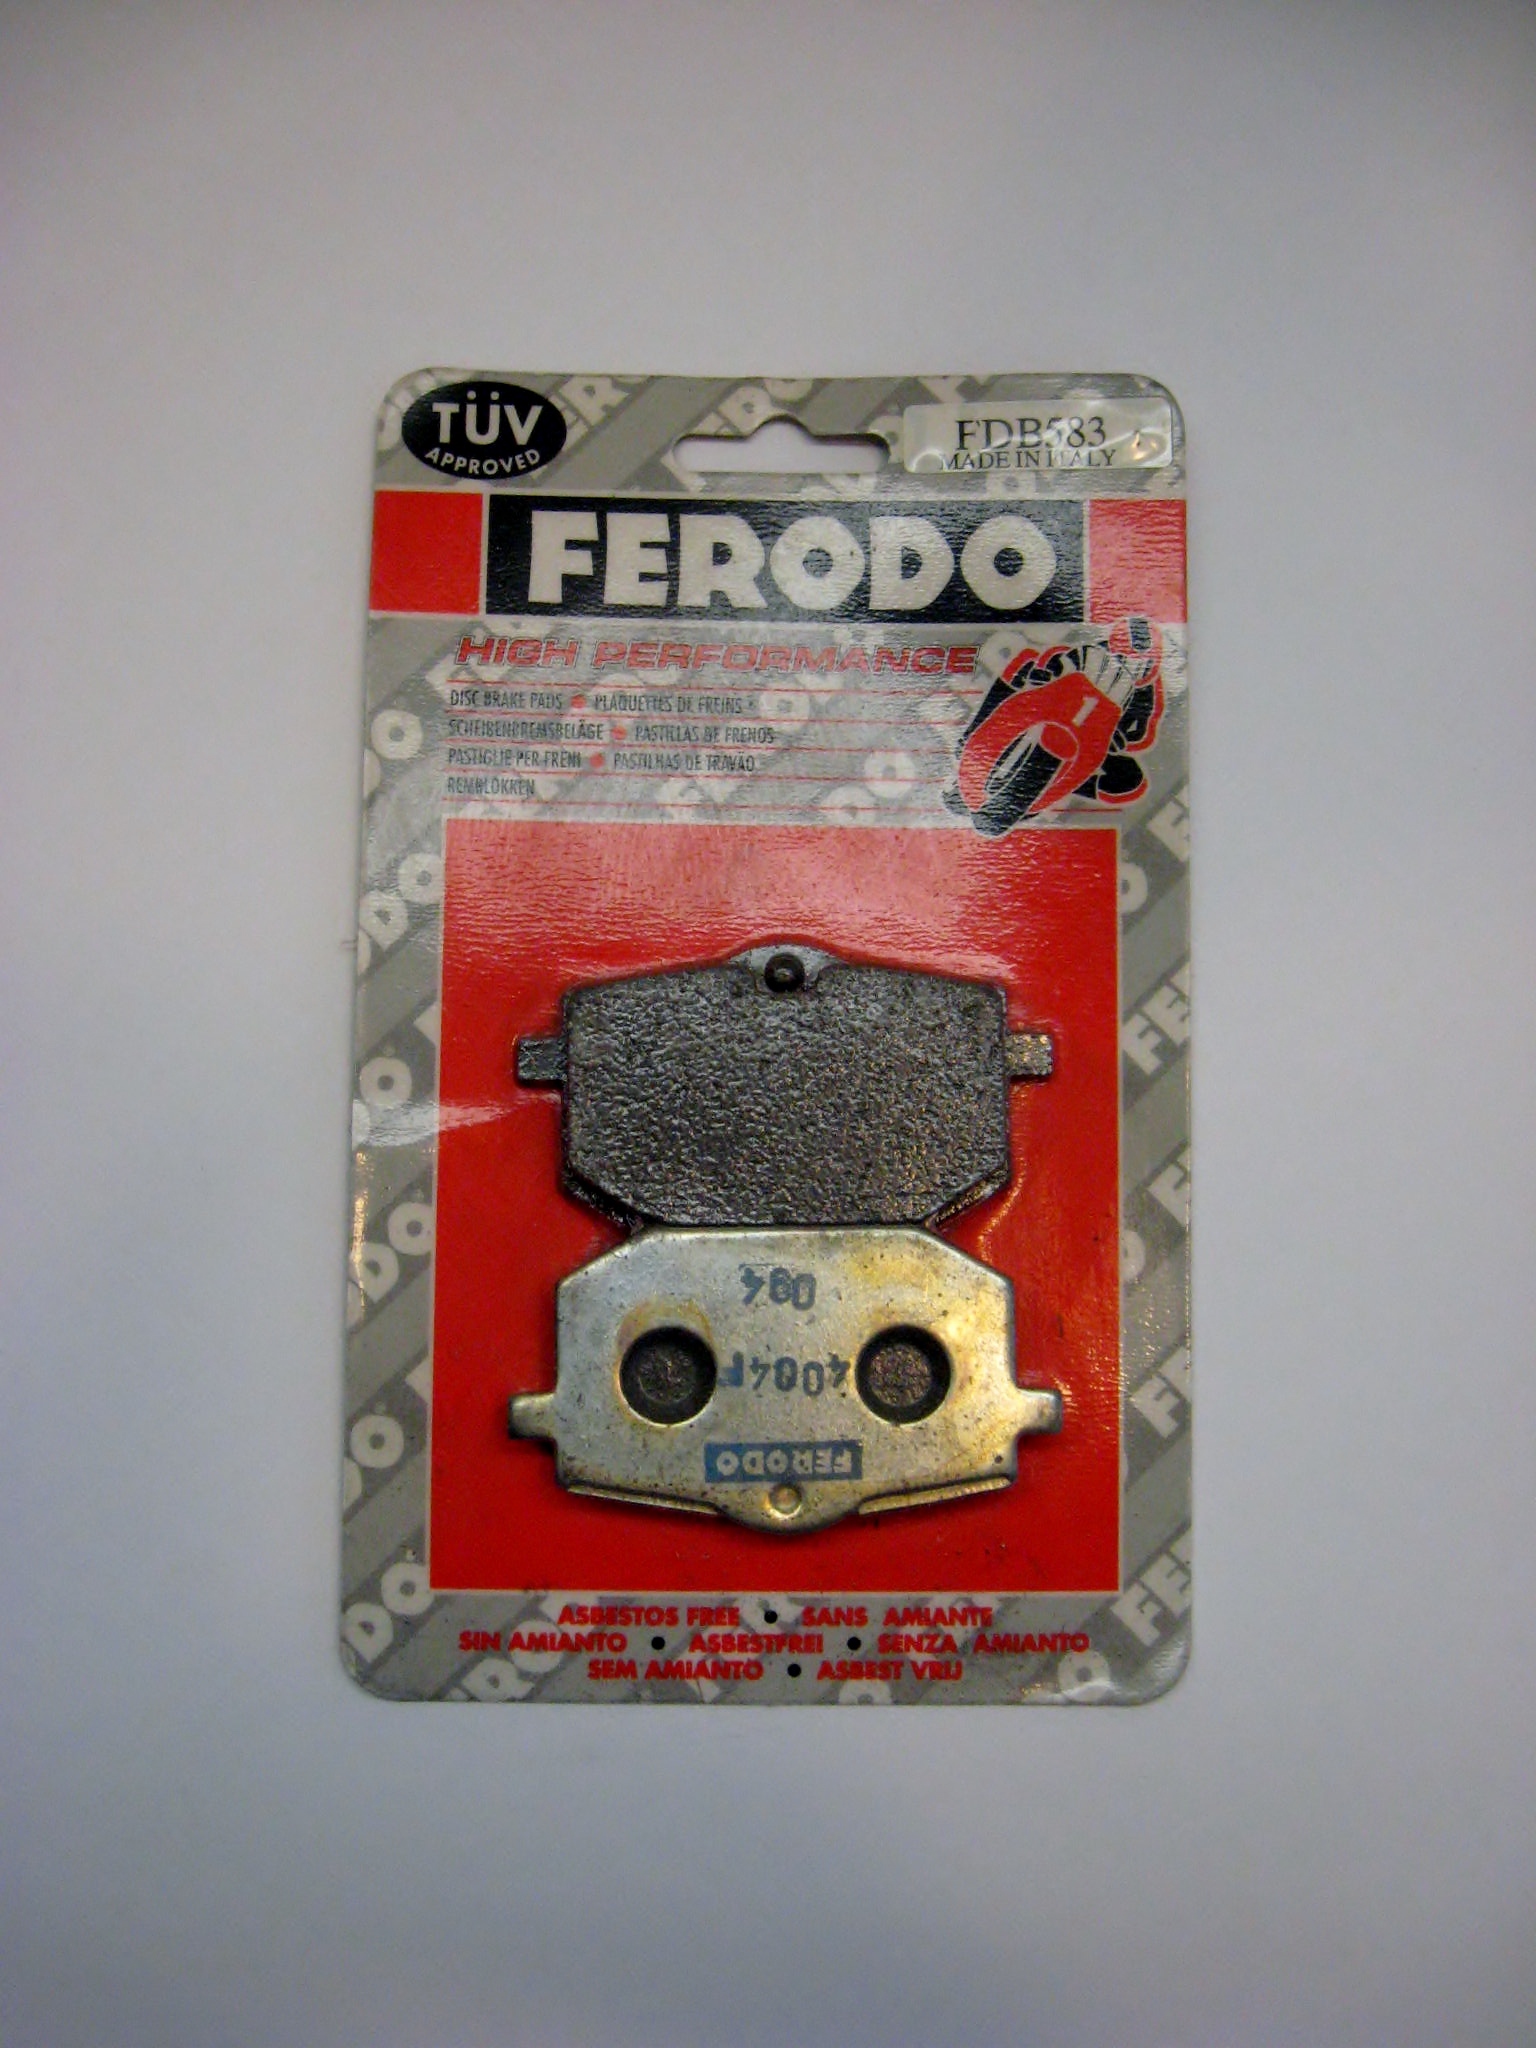 TÜV
APPROVED
FDB583
MADE IN ITALY
FERODO
HIGH PERFORMANCE
DISC BRAKE PADS • PLAQUETTES DE FREINS •
SCHEIBENBREMSBELÄGE • PASTILLAS DE FRENOS
PASTIGLIE PER FRENI • PASTILHAS DE TRAVÃO
REMBLOKKEN
1
084
4004F
FERODO
ASBESTOS FREE • SANS AMIANTE
SIN AMIANTO • ASBESTFREI • SENZA AMIANTO
SEM AMIANTO • ASBEST VRIJ